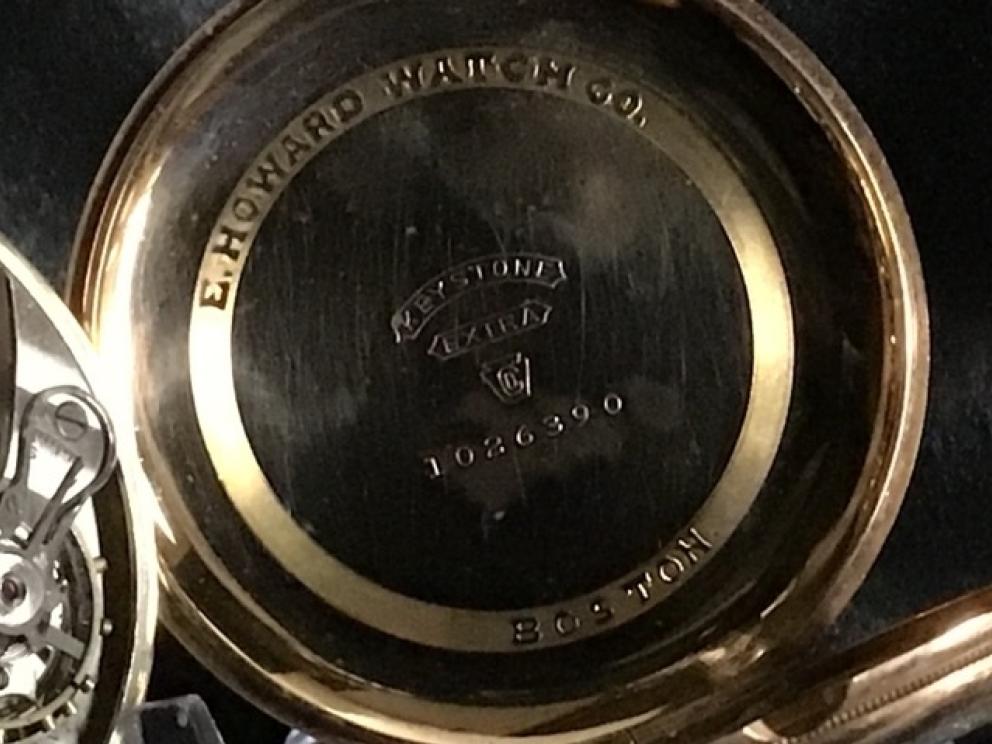 E. HOWARD WATCH CO.
KEYSTONE
EXTRA
1026390
BOSTON